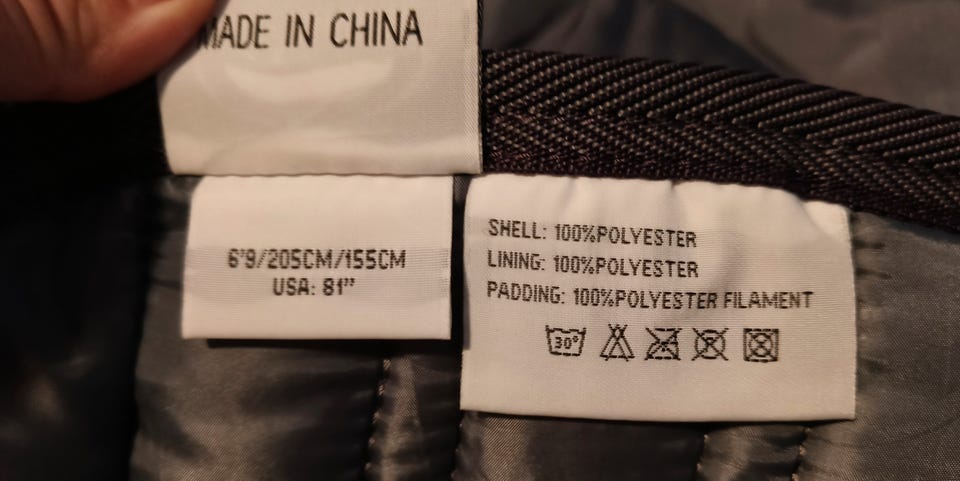 MADE IN CHINA
6'9/205CM/155CM
USA: 81"
SHELL: 100%POLYESTER
LINING: 100%POLYESTER
PADDING: 100%POLYESTER FILAMENT
30°